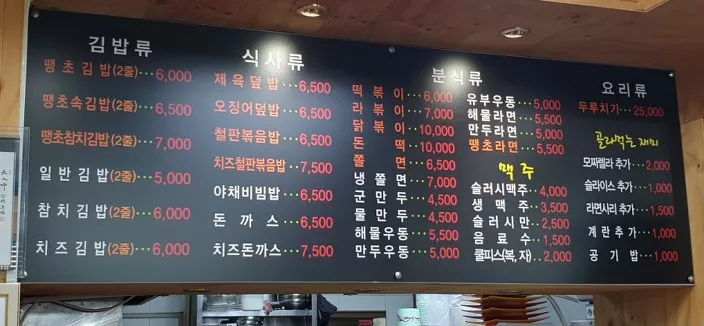 김밥류
땡초김밥(2줄)···6,000
땡초속김밥(2줄)···6,500
땡초참치김밥(2줄)···7,000
일반김밥(2줄)···5,000
참치김밥(2줄)···6,000
치즈김밥(2줄)···6,000
식사류
제육덮밥···6,500
오징어덮밥···6,500
철판볶음밥···6,500
치즈철판볶음밥···7,500
야채비빔밥···6,500
돈까스···6,500
치즈돈까스···7,500
분식류
떡볶이···6,000
라볶이···7,000
닭볶이···10,000
돈떡···10,000
쫄면···6,500
냉쫄면···7,000
군만두···4,500
물만두···4,500
해물우동···5,500
만두우동···5,500
유부우동···5,000
해물라면···5,000
만두라면···5,000
땡초라면···5,500
맥주
슬러시맥주···4,000
생맥주···3,500
슬러시만···2,500
음료수···1,500
쿨피스(복, 자)··2,000
요리류
두루치기···25,000
골라먹는 재미
모짜렐라 추가···2,000
슬라이스 추가···1,000
라면사리 추가···1,500
계란추가···1,000
공기밥···1,000